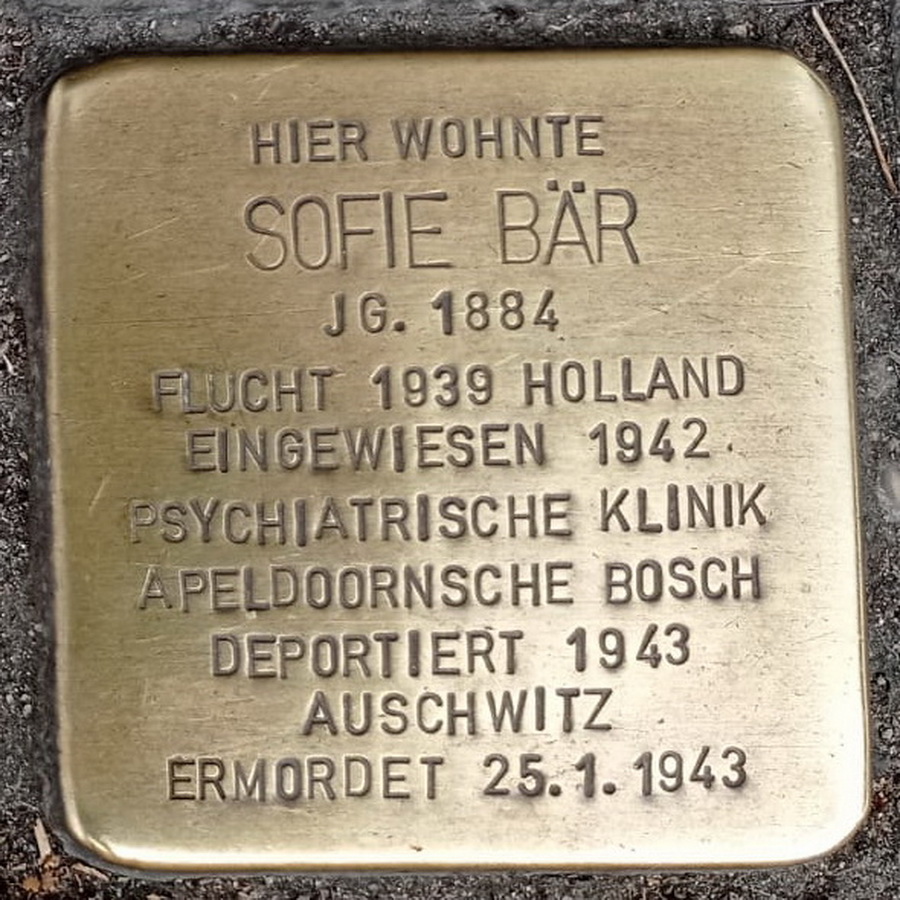 HIER WOHNTE
SOFIE BÄR
JG. 1884
FLUCHT 1939 HOLLAND
EINGEWIESEN 1942
PSYCHIATRISCHE KLINIK
APELDOORNSCHE BOSCH
DEPORTIERT 1943
AUSCHWITZ
ERMORDET 25.1.1943